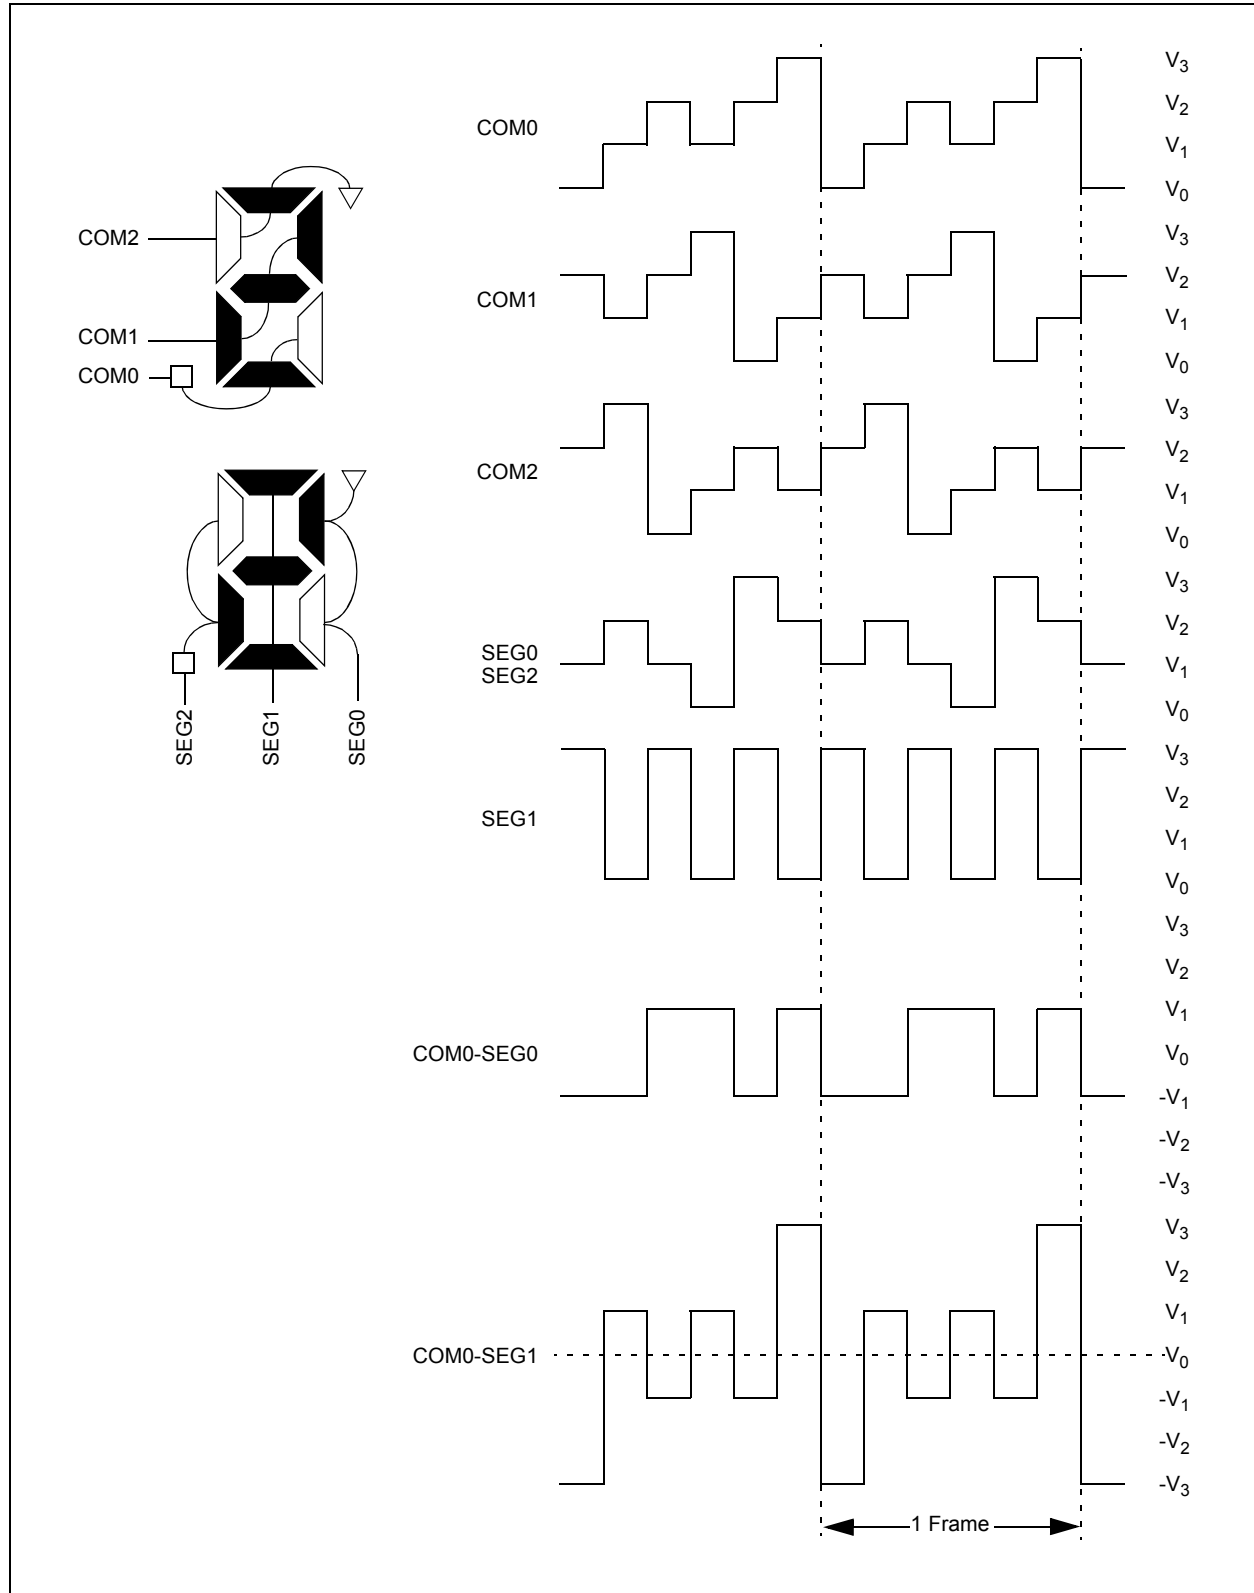 V3
V2
COM0
V1
V0
COM2
COM1
COM0
V3
V2
COM1
V1
V0
V3
V2
COM2
V1
V0
SEG2
SEG1
SEG0
V3
V2
SEG0
SEG2
V1
V0
V3
V2
SEG1
V1
V0
V3
V2
V1
COM0-SEG0
V0
-V1
-V2
-V3
V3
V2
V1
COM0-SEG1
V0
-V1
-V2
-V3
1 Frame